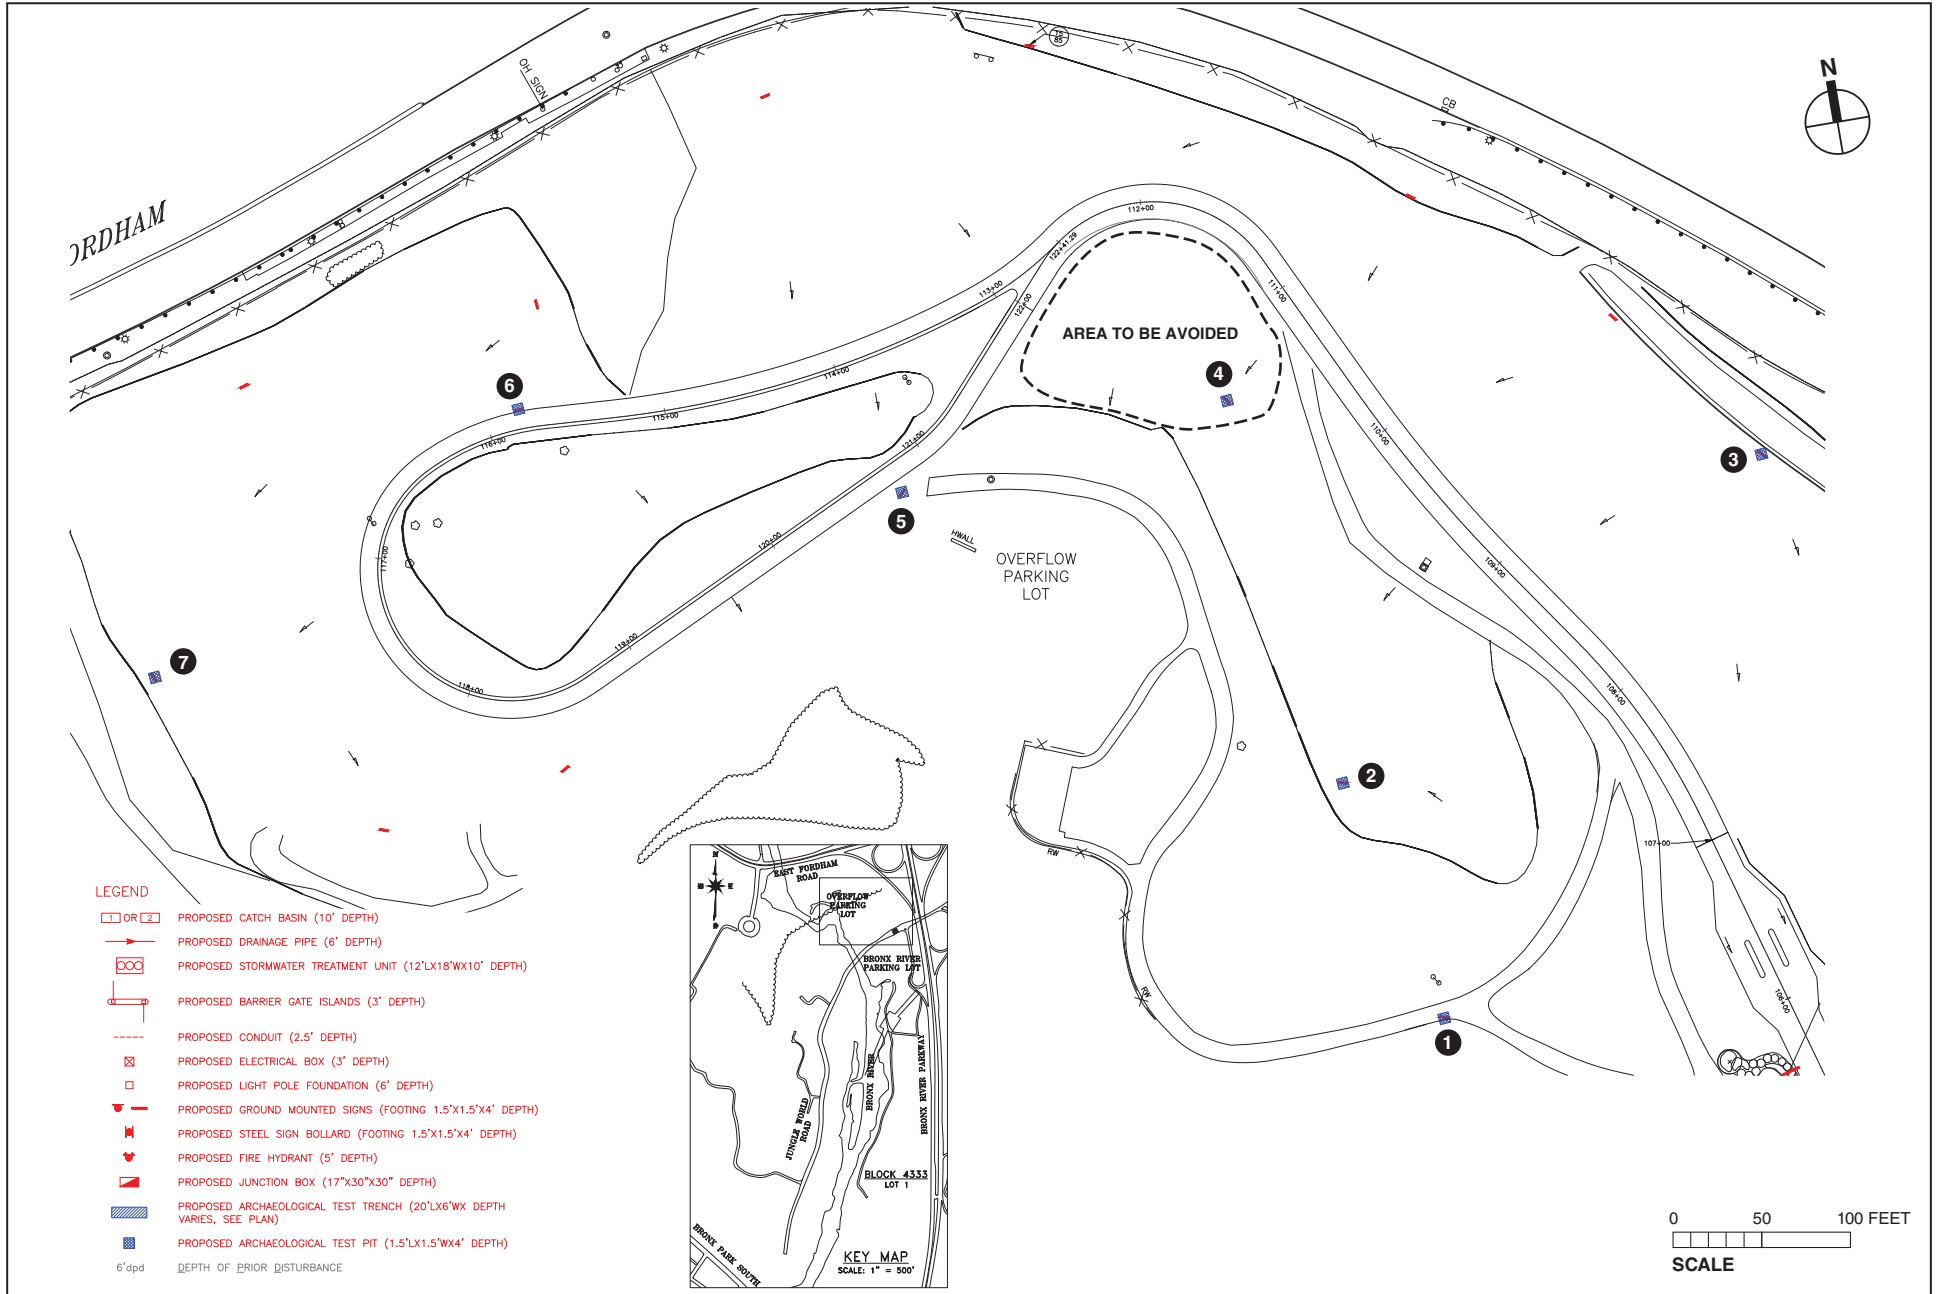 OH SIGN
15
85
CB
N
ORDHAM
112+00
122+41.29
111+00
113+00
122+00
AREA TO BE AVOIDED
4
6
114+00
115+00
116+00
121+00
110+00
3
5
HWALL
OVERFLOW
PARKING
LOT
117+00
120+00
109+00
119+00
7
118+00
108+00
2
RW
107+00
RW
106+00
1
LEGEND
1 OR 2 PROPOSED CATCH BASIN (10' DEPTH)
PROPOSED DRAINAGE PIPE (6' DEPTH)
PROPOSED STORMWATER TREATMENT UNIT (12'LX18'WX10' DEPTH)
PROPOSED BARRIER GATE ISLANDS (3' DEPTH)
PROPOSED CONDUIT (2.5' DEPTH)
PROPOSED ELECTRICAL BOX (3' DEPTH)
PROPOSED LIGHT POLE FOUNDATION (6' DEPTH)
PROPOSED GROUND MOUNTED SIGNS (FOOTING 1.5'X1.5'X4' DEPTH)
PROPOSED STEEL SIGN BOLLARD (FOOTING 1.5'X1.5'X4' DEPTH)
PROPOSED FIRE HYDRANT (5' DEPTH)
PROPOSED JUNCTION BOX (17"X30"X30" DEPTH)
PROPOSED ARCHAEOLOGICAL TEST TRENCH (20'LX6'WX DEPTH
VARIES, SEE PLAN)
PROPOSED ARCHAEOLOGICAL TEST PIT (1.5'LX1.5'WX4' DEPTH)
6'dpd DEPTH OF PRIOR DISTURBANCE
N
E
EAST FORDHAM
ROAD
OVERFLOW
PARKING
LOT
BRONX RIVER
PARKING LOT
BRONX RIVER
BRONX RIVER PARKWAY
JUNGLE WORLD
ROAD
BLOCK 4333
LOT 1
BRONX PARK SOUTH
KEY MAP
SCALE: 1" = 500'
0 50 100 FEET
SCALE